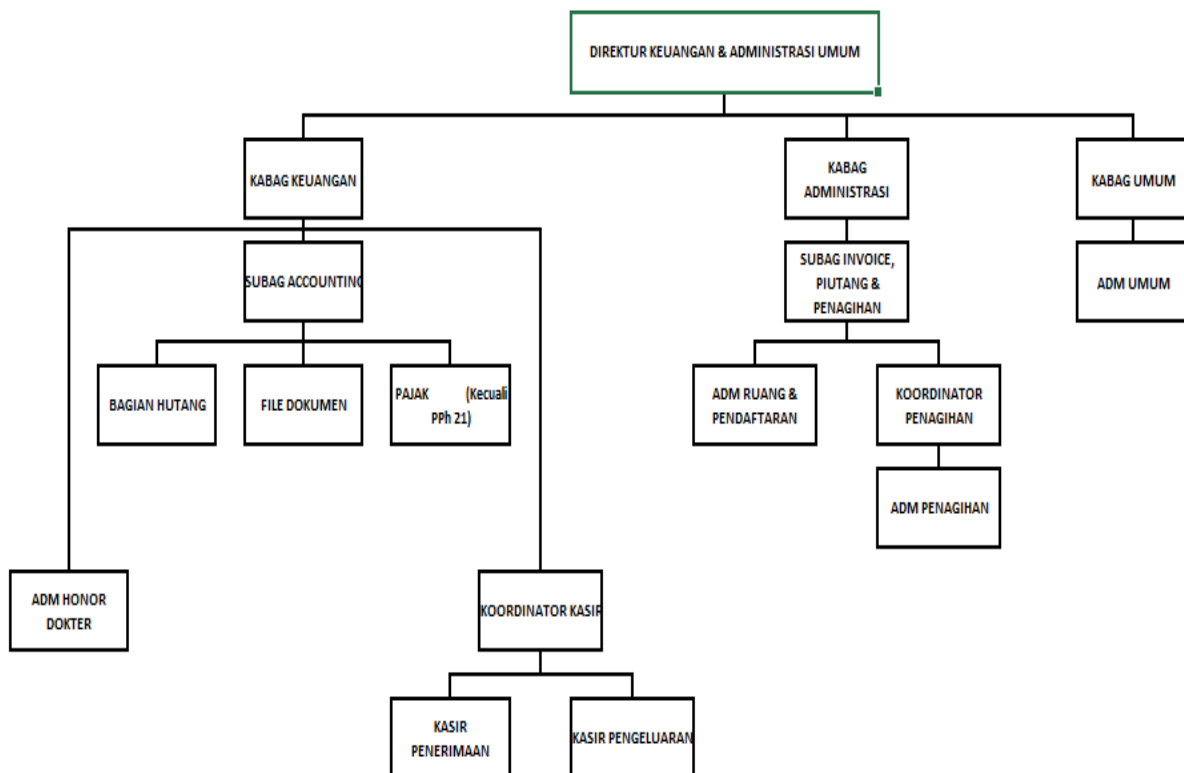 DIREKTUR KEUANGAN & ADMINISTRASI UMUM
KABAG KEUANGAN
KABAG
ADMINISTRASI
KABAG UMUM
SUBAG ACCOUNTING
SUBAG INVOICE,
PIUTANG &
PENAGIHAN
ADM UMUM
BAGIAN HUTANG
FILE DOKUMEN
PAJAK (Kecuali
PPh 21)
ADM RUANG &
PENDAFTARAN
KOORDINATOR
PENAGIHAN
ADM PENAGIHAN
ADM HONOR
DOKTER
KOORDINATOR KASIR
KASIR
PENERIMAAN
KASIR PENGELUARAN